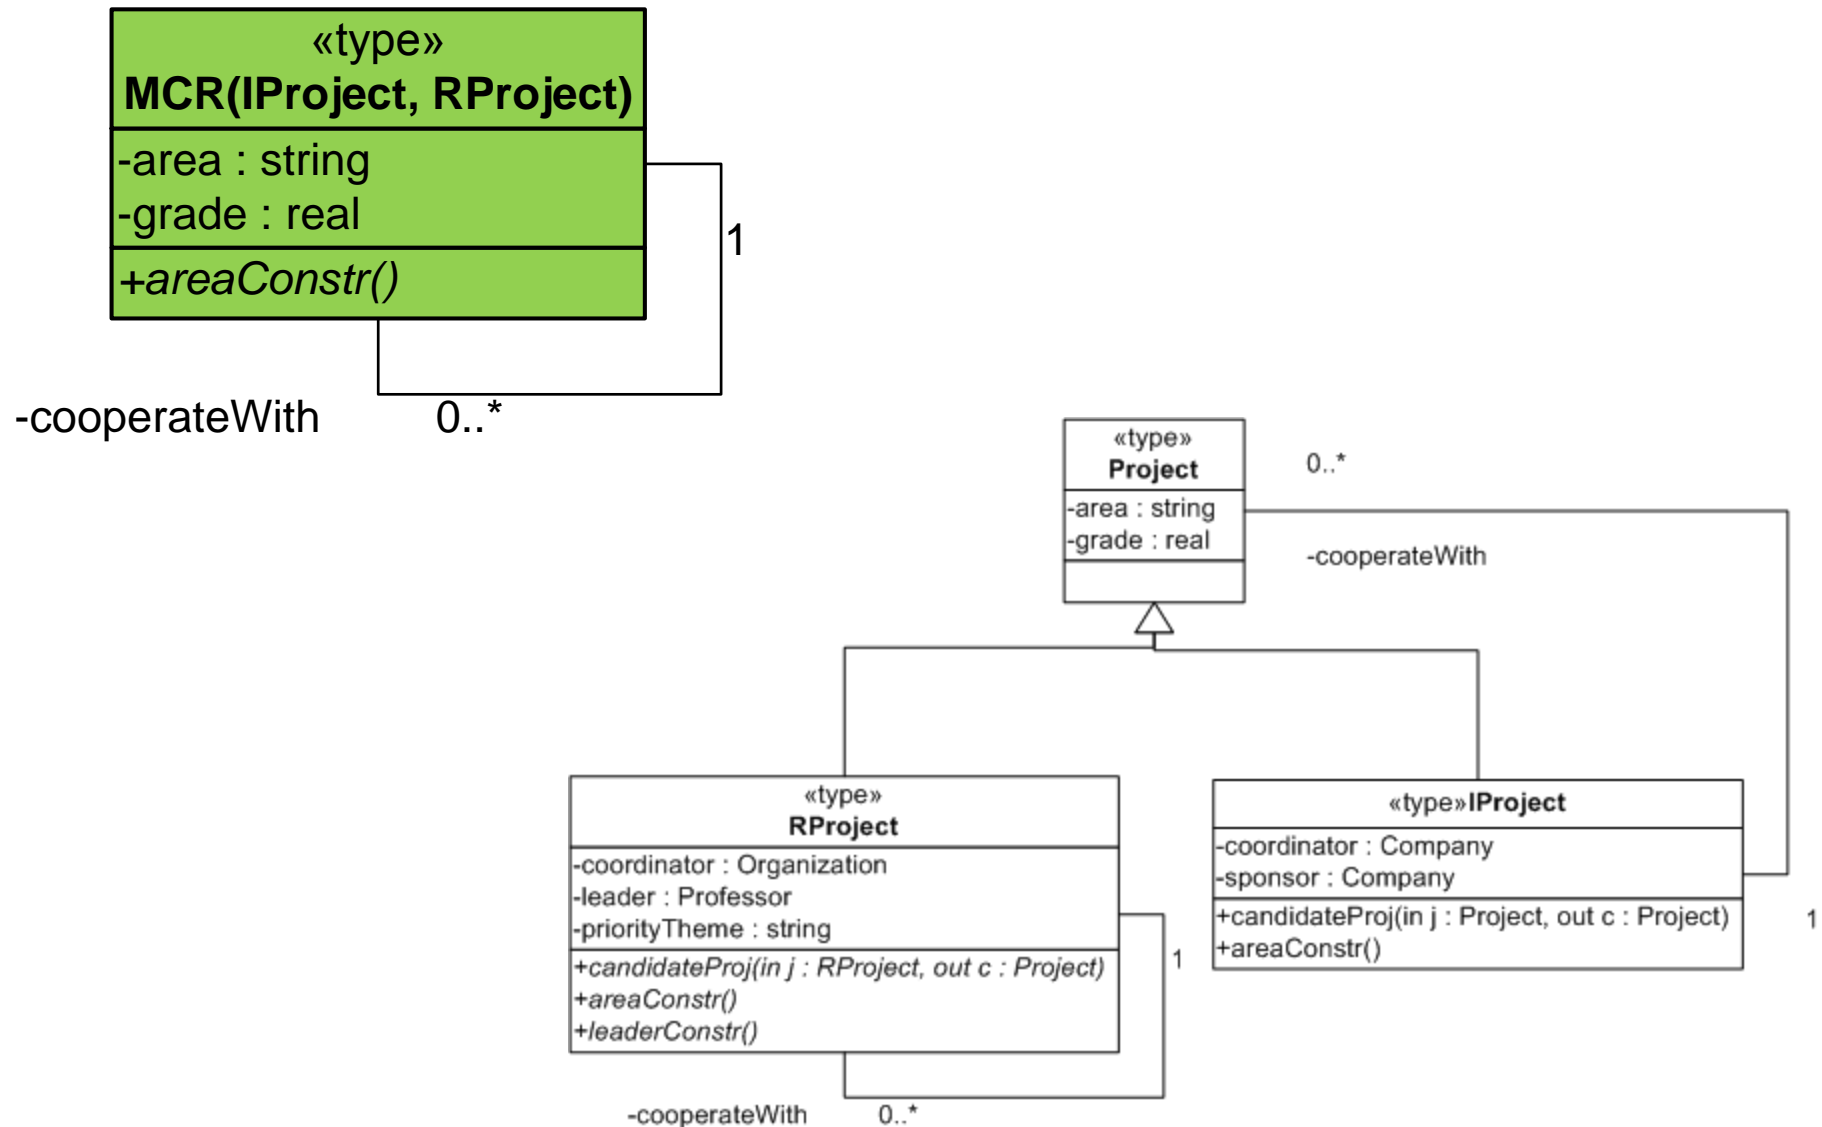 «type»
MCR(IProject, RProject)
-area : string
-grade : real
+areaConstr()
1
-cooperateWith 0..*
«type»
Project
-area : string
-grade : real
0..*
-cooperateWith
«type»
RProject
-coordinator : Organization
-leader : Professor
-priorityTheme : string
+candidateProj(in j : RProject, out c : Project)
+areaConstr()
+leaderConstr()
1
-cooperateWith 0..*
«type»IProject
-coordinator : Company
-sponsor : Company
+candidateProj(in j : Project, out c : Project)
+areaConstr()
1